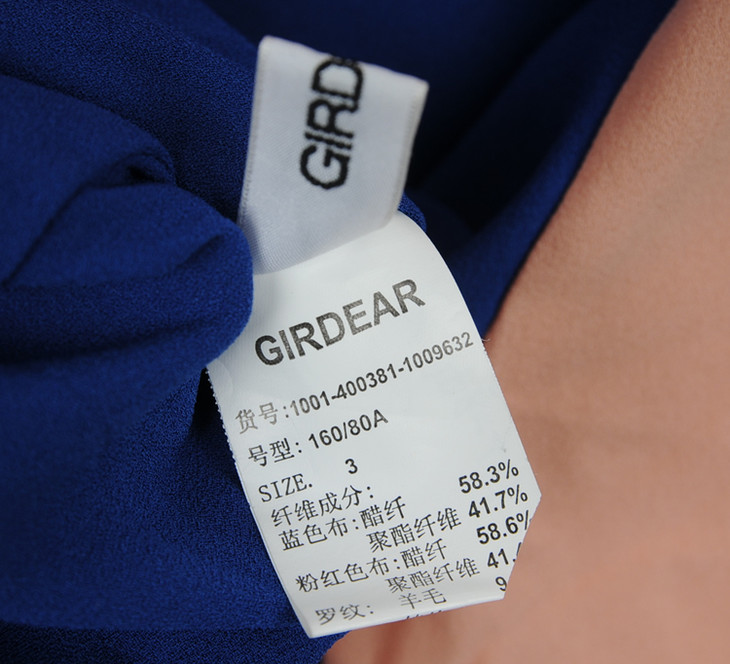 GIRD
GIRDEAR
货号:1001-400381-1009632
号型: 160/80A
SIZE. 3
纤维成分:
蓝色布:醋纤 58.3%
聚酯纤维 41.7%
粉红色布:醋纤 58.6%
聚酯纤维 41.
罗纹: 羊毛 9